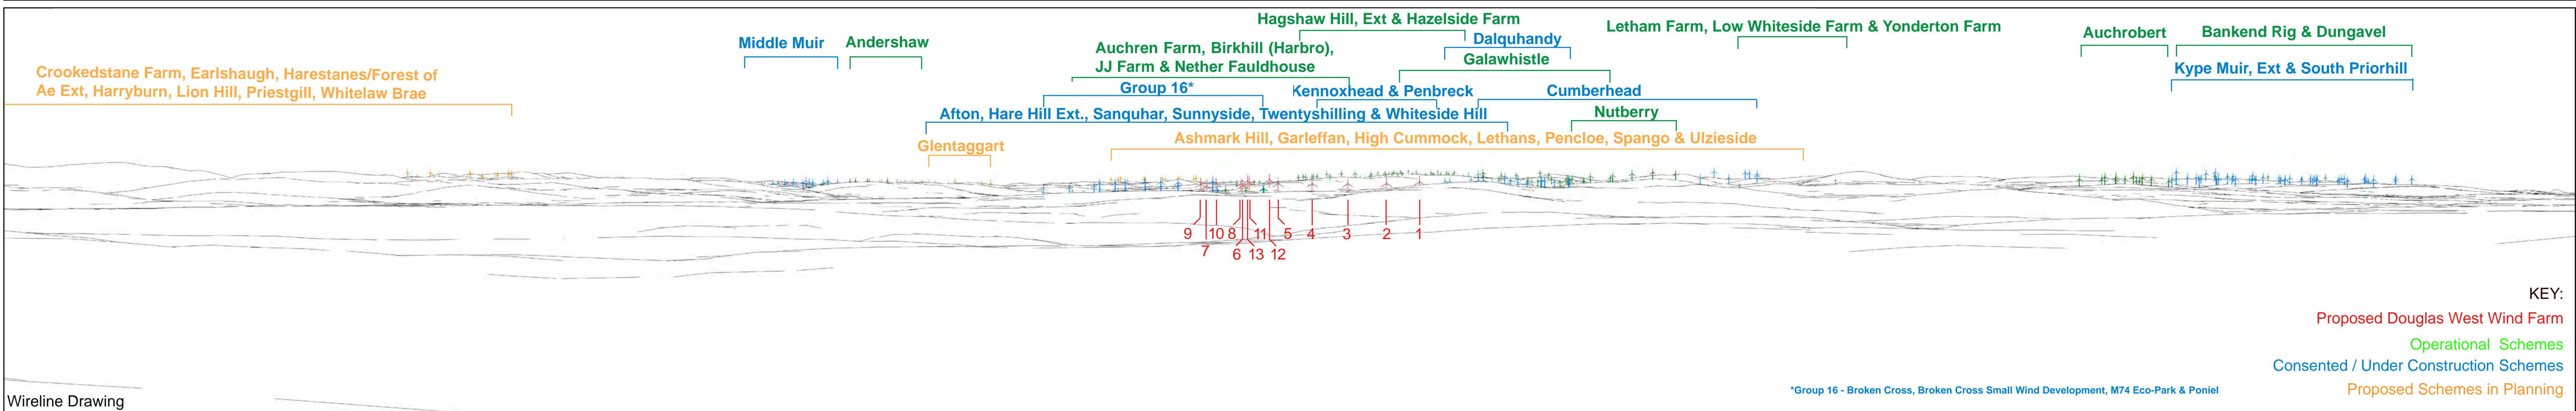 Hagshaw Hill, Ext & Hazelside Farm
Letham Farm, Low Whiteside Farm & Yonderton Farm
Middle Muir
Andershaw
Auchren Farm, Birkhill (Harbro),
JJ Farm & Nether Fauldhouse
Dalquhandy
Galawhistle
Auchrobert
Bankend Rig & Dungavel
Kype Muir, Ext & South Priorhill
Crookedstane Farm, Earlshaugh, Harestanes/Forest of
Ae Ext, Harryburn, Lion Hill, Priestgill, Whitelaw Brae
Group 16*
Kennoxhead & Penbreck
Cumberhead
Afton, Hare Hill Ext., Sanquhar, Sunnyside, Twentyshilling & Whiteside Hill
Nutberry
Ashmark Hill, Garleffan, High Cummock, Lethans, Pencloe, Spango & Ulzieside
Glentaggart
9 10 8 11 5 4 3 2 1
7 6 13 12
KEY:
Proposed Douglas West Wind Farm
Operational Schemes
Consented / Under Construction Schemes
Proposed Schemes in Planning
*Group 16 - Broken Cross, Broken Cross Small Wind Development, M74 Eco-Park & Poniel
Wireline Drawing